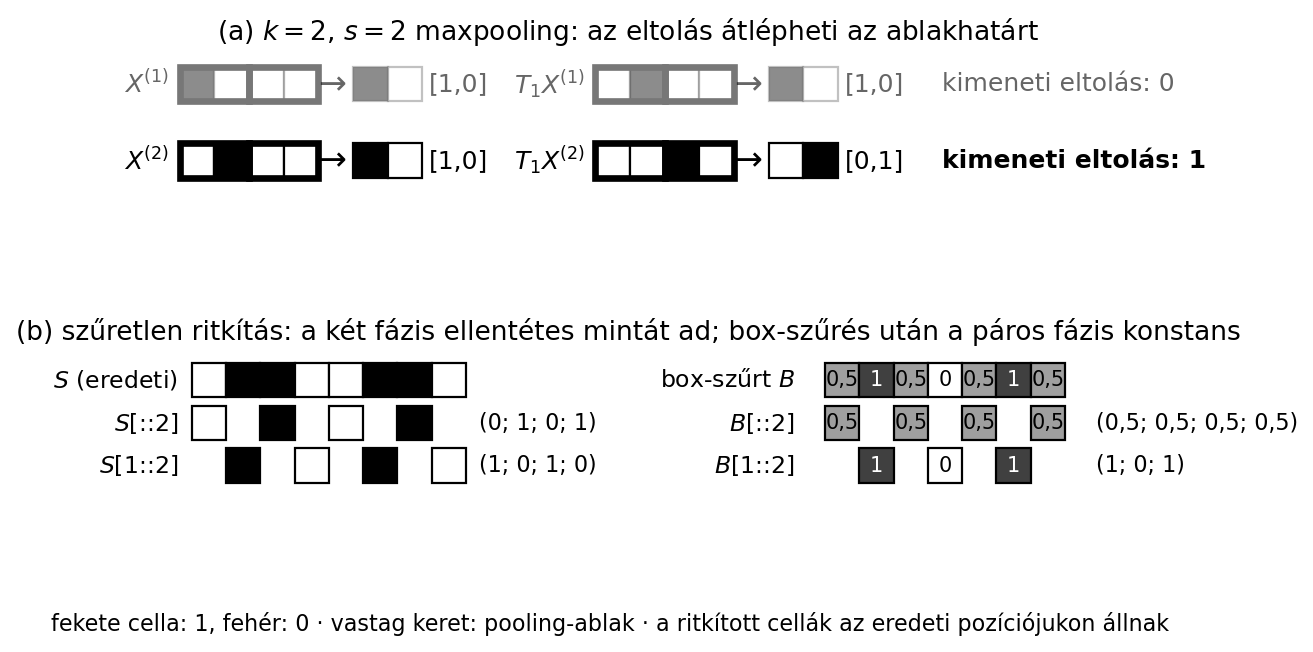 (a) k = 2, s = 2 maxpooling: az eltolás átlépheti az ablakhatárt
X⁽¹⁾ → [1,0] T₁X⁽¹⁾ → [1,0] kimeneti eltolás: 0
X⁽²⁾ → [1,0] T₁X⁽²⁾ → [0,1] kimeneti eltolás: 1
(b) szűretlen ritkítás: a két fázis ellentétes mintát ad; box-szűrés után a páros fázis konstans
S (eredeti) box-szűrt B 0,5 1 0,5 0 0,5 1 0,5
S[::2] (0; 1; 0; 1) B[::2] 0,5 0,5 0,5 0,5 (0,5; 0,5; 0,5; 0,5)
S[1::2] (1; 0; 1; 0) B[1::2] 1 0 1 (1; 0; 1)
fekete cella: 1, fehér: 0 · vastag keret: pooling-ablak · a ritkított cellák az eredeti pozíciójukon állnak